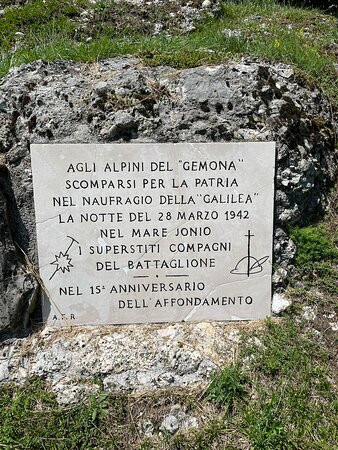 AGLI ALPINI DEL "GEMONA"
SCOMPARSI PER LA PATRIA
NEL NAUFRAGIO DELLA "GALILEA"
LA NOTTE DEL 28 MARZO 1942
NEL MARE JONIO
I SUPERSTITI COMPAGNI
DEL BATTAGLIONE
NEL 15º ANNIVERSARIO
DELL'AFFONDAMENTO
A.F.R